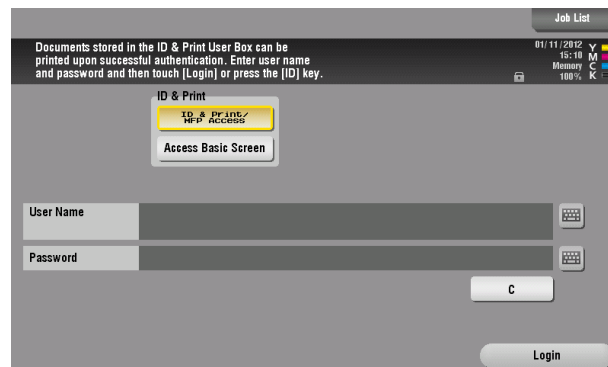 Job List
Documents stored in the ID & Print User Box can be
printed upon successful authentication. Enter user name
and password and then touch [Login] or press the [ID] key.
01/11/2012
15:10
Memory
100%
Y
M
C
K
ID & Print
ID & Print/
MFP Access
Access Basic Screen
User Name
Password
C
Login